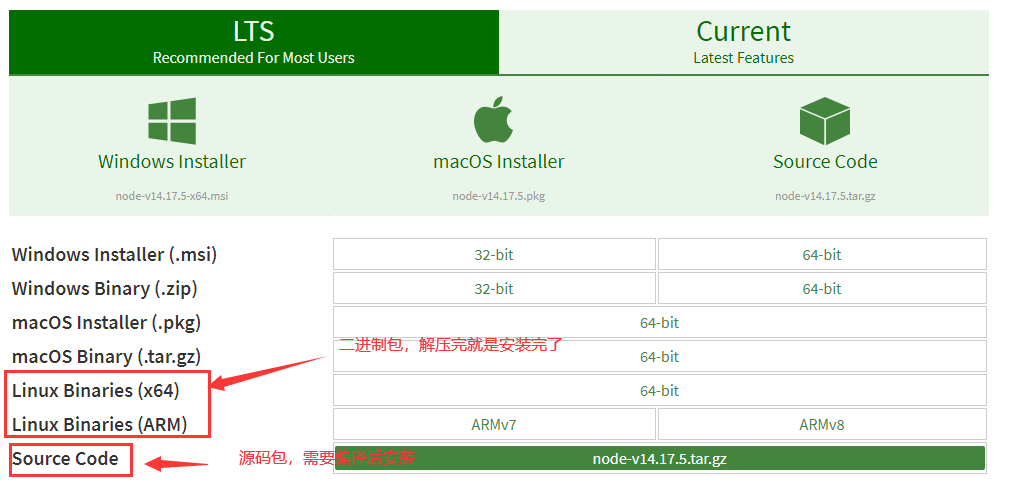 LTS
Recommended For Most Users
Current
Latest Features
Windows Installer
node-v14.17.5-x64.msi
macOS Installer
node-v14.17.5.pkg
Source Code
node-v14.17.5.tar.gz
Windows Installer (.msi) 32-bit 64-bit
Windows Binary (.zip) 32-bit 64-bit
macOS Installer (.pkg) 64-bit
二进制包，解压完就是安装完了
macOS Binary (.tar.gz) 64-bit
Linux Binaries (x64) 64-bit
Linux Binaries (ARM) ARMv7 ARMv8
Source Code 源码包，需要编译后安装 node-v14.17.5.tar.gz